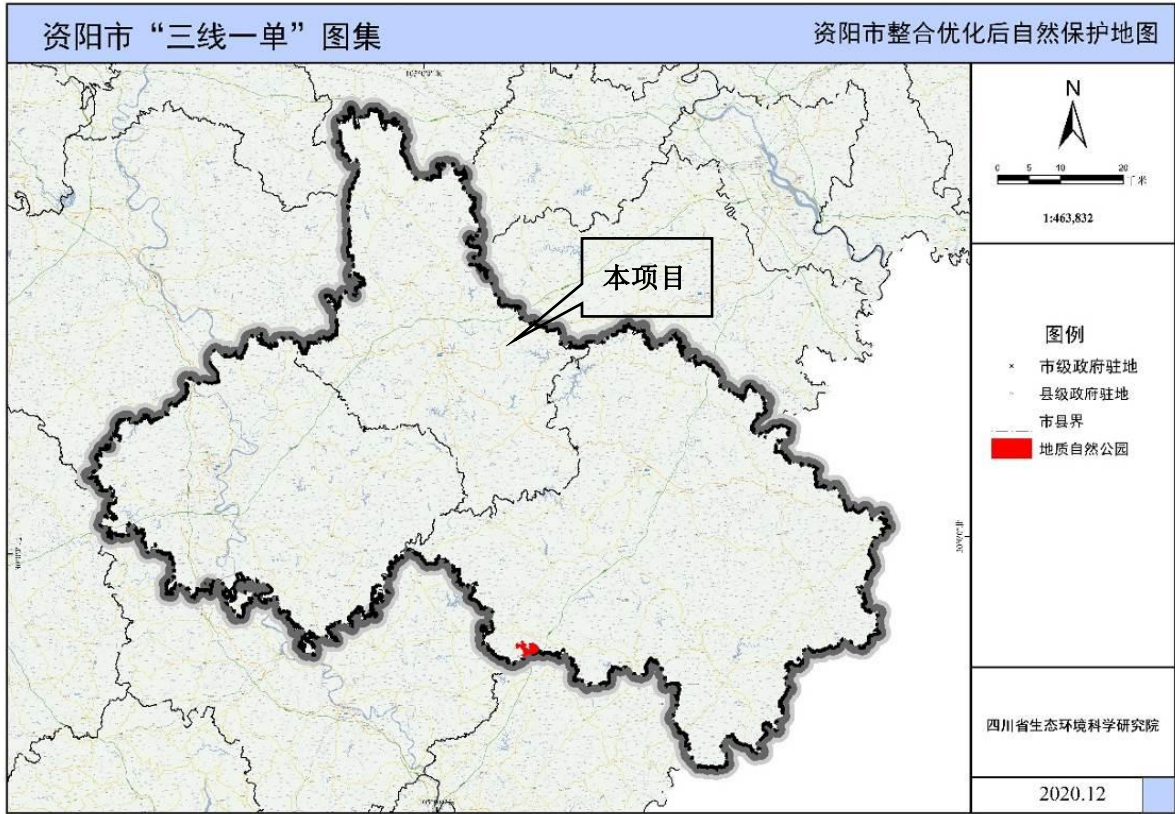 资阳市“三线一单”图集
资阳市整合优化后自然保护地图
本项目
N
0 5 10 20
千米
1:463,832
图例
市级政府驻地
县级政府驻地
市县界
地质自然公园
四川省生态环境科学研究院
2020.12